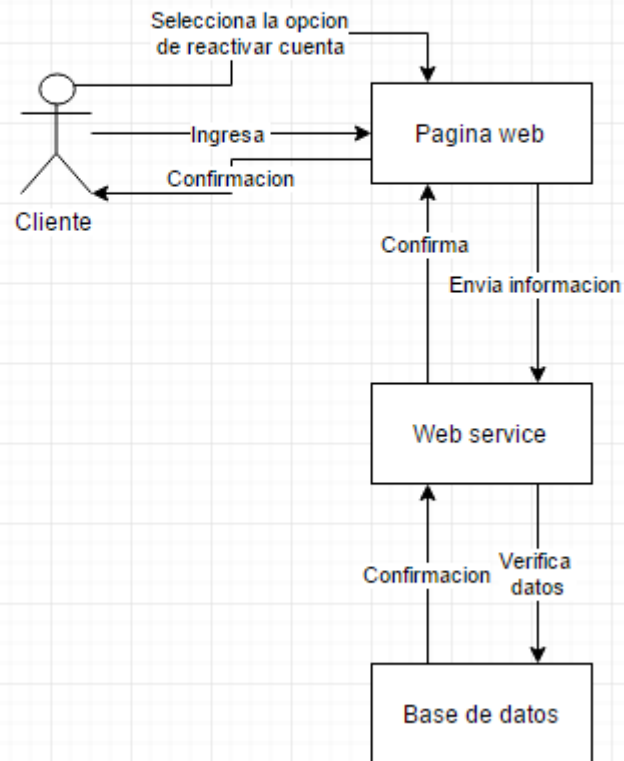 Selecciona la opcion
de reactivar cuenta
Ingresa
Pagina web
Confirmacion
Cliente
Confirma
Envia informacion
Web service
Confirmacion
Verifica
datos
Base de datos